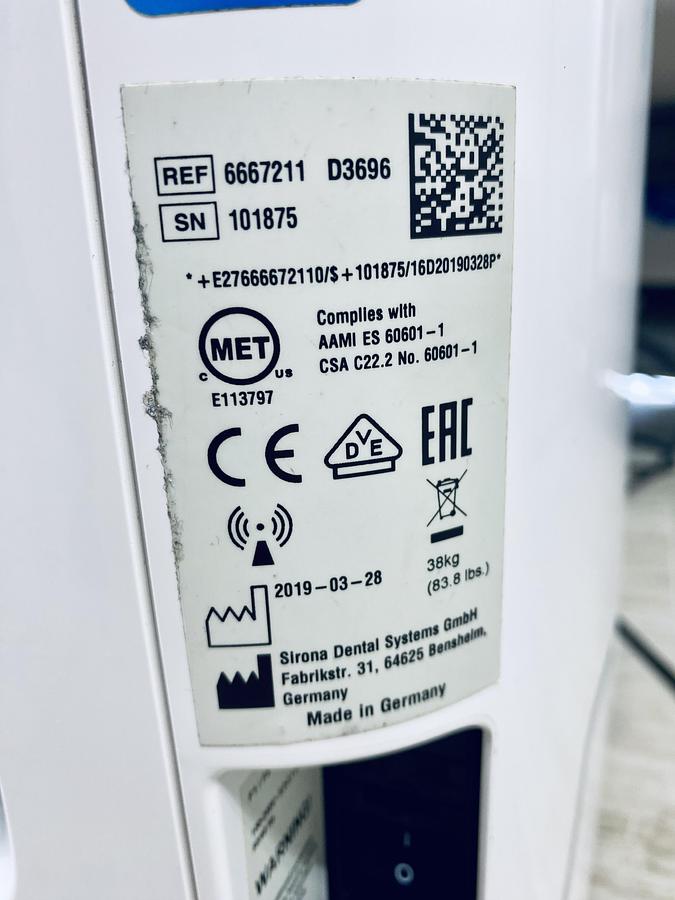 REF 6667211 D3696
SN 101875
*+E27666672110/$+101875/16D20190328P*
MET
C US
E113797
Complies with
AAMI ES 60601-1
CSA C22.2 No. 60601-1
CE
DVE
EAC
2019-03-28
38kg
(83.8 lbs.)
Sirona Dental Systems GmbH
Fabrikstr. 31, 64625 Bensheim,
Germany
Made in Germany
WARNING: